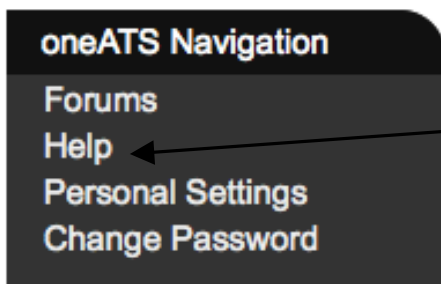 oneATS Navigation
Forums
Help
Personal Settings
Change Password